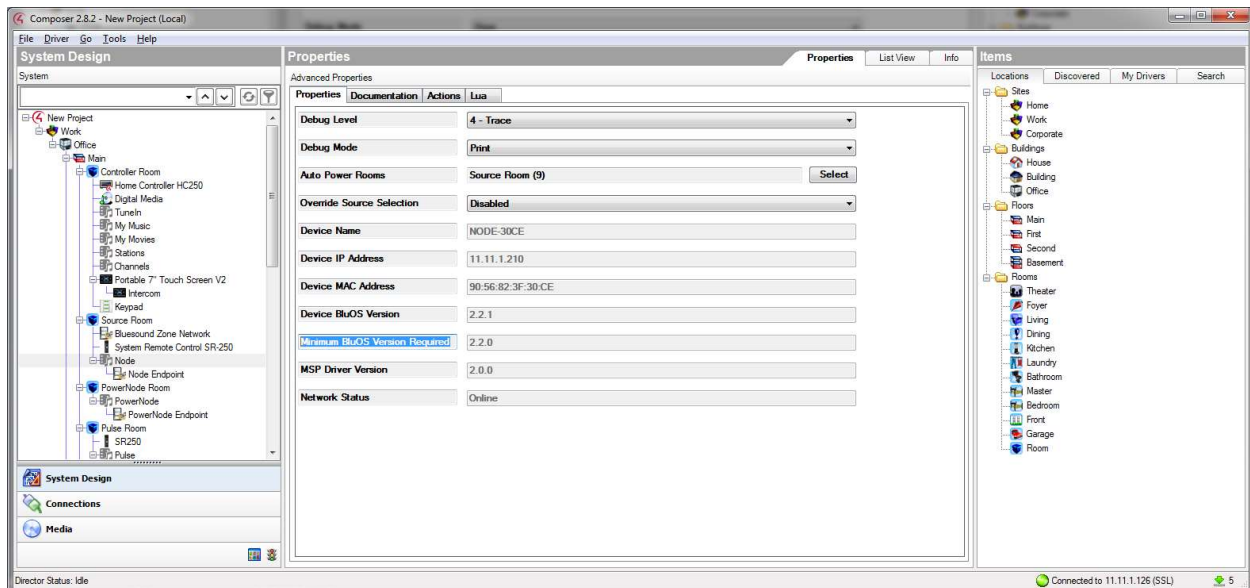 Composer 2.8.2 - New Project (Local)
File Driver Go Tools Help
System Design
System
New Project
Work
Office
Main
Controller Room
Home Controller HC250
Digital Media
TuneIn
My Music
My Movies
Stations
Channels
Portable 7" Touch Screen V2
Intercom
Keypad
Source Room
Bluesound Zone Network
System Remote Control SR-250
Node
Node Endpoint
PowerNode Room
PowerNode
PowerNode Endpoint
Pulse Room
SR250
Pulse
System Design
Connections
Media
Properties
Properties List View Info
Advanced Properties
Properties Documentation Actions Lua
Debug Level 4 - Trace
Debug Mode Print
Auto Power Rooms Source Room (9) Select
Override Source Selection Disabled
Device Name NODE-30CE
Device IP Address 11.11.1.210
Device MAC Address 90:56:82:3F:30:CE
Device BluOS Version 2.2.1
Minimum BluOS Version Required 2.2.0
MSP Driver Version 2.0.0
Network Status Online
Items
Locations Discovered My Drivers Search
Sites
Home
Work
Corporate
Buildings
House
Building
Office
Floors
Main
First
Second
Basement
Rooms
Theater
Foyer
Living
Dining
Kitchen
Laundry
Bathroom
Master
Bedroom
Front
Garage
Room
Director Status: Idle
Connected to 11.11.1.126 (SSL) 5